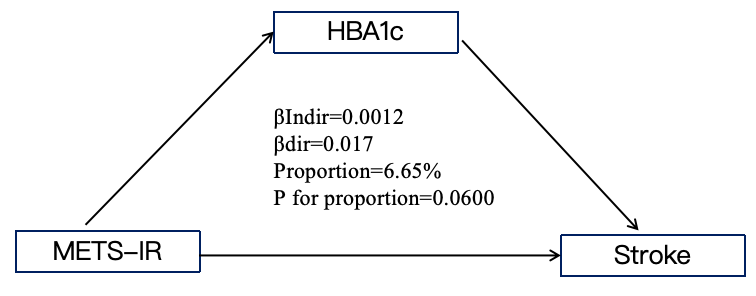 HBA1c
βIndir=0.0012
βdir=0.017
Proportion=6.65%
P for proportion=0.0600
METS–IR
Stroke